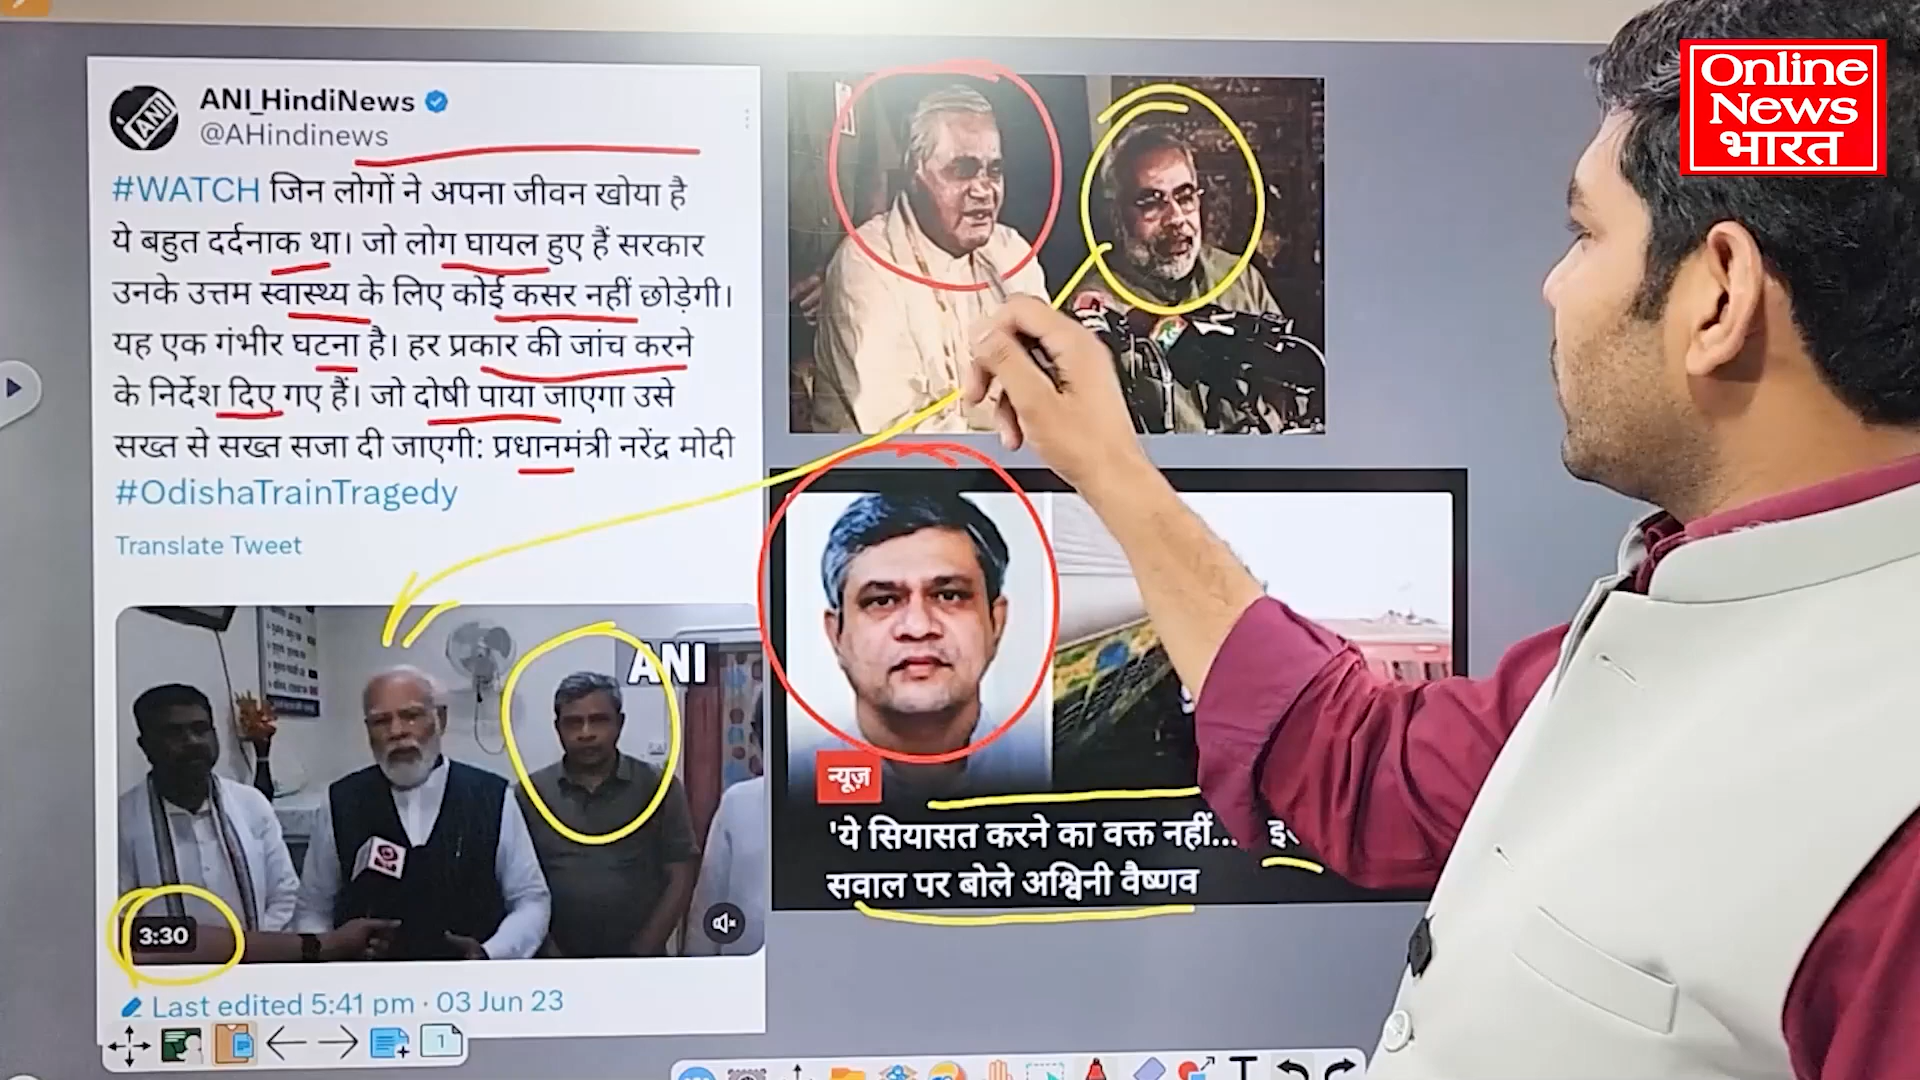 Online
News
भारत
ANI
ANI_HindiNews
@AHindinews
#WATCH जिन लोगों ने अपना जीवन खोया है
ये बहुत दर्दनाक था। जो लोग घायल हुए हैं सरकार
उनके उत्तम स्वास्थ्य के लिए कोई कसर नहीं छोड़ेगी।
यह एक गंभीर घटना है। हर प्रकार की जांच करने
के निर्देश दिए गए हैं। जो दोषी पाया जाएगा उसे
सख्त से सख्त सजा दी जाएगी: प्रधानमंत्री नरेंद्र मोदी
#OdishaTrainTragedy
Translate Tweet
ANI
3:30
Last edited 5:41 pm · 03 Jun 23
न्यूज़
'ये सियासत करने का वक्त नहीं...
सवाल पर बोले अश्विनी वैष्णव
1
T